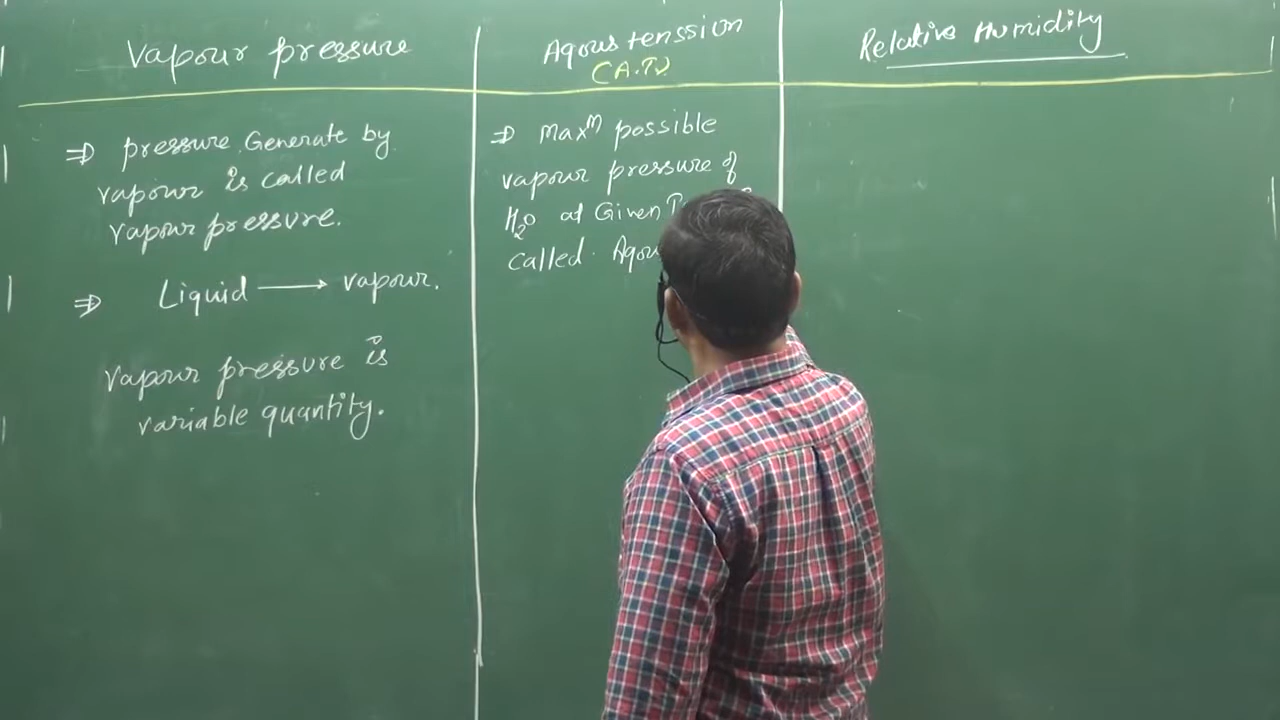 Vapour pressure
⇒ pressure Generate by
vapour is called
vapour pressure.
⇒ Liquid ⟶ vapour.
Vapour pressure is
variable quantity.
Aqous tenssion
(A.T)
⇒ Maxᵐ possible
vapour pressure of
H₂O at Given
called
Relative Humidity